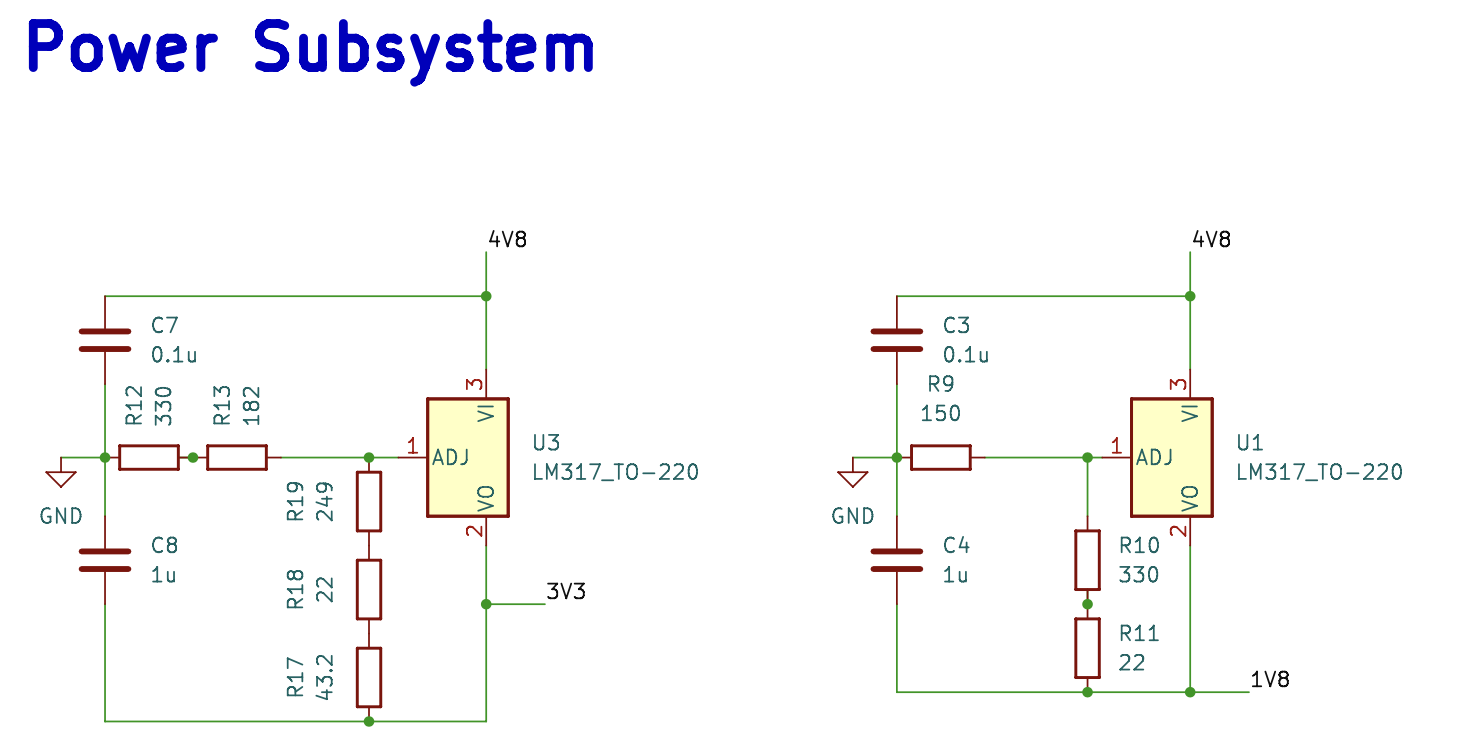 Power Subsystem
4V8
C7
0.1u
R12
330
R13
182
3
VI
1
ADJ
U3
LM317_TO-220
VO
2
GND
R19
249
C8
1u
R18
22
3V3
R17
43.2
4V8
C3
0.1u
R9
150
3
VI
1
ADJ
U1
LM317_TO-220
VO
2
GND
C4
1u
R10
330
R11
22
1V8